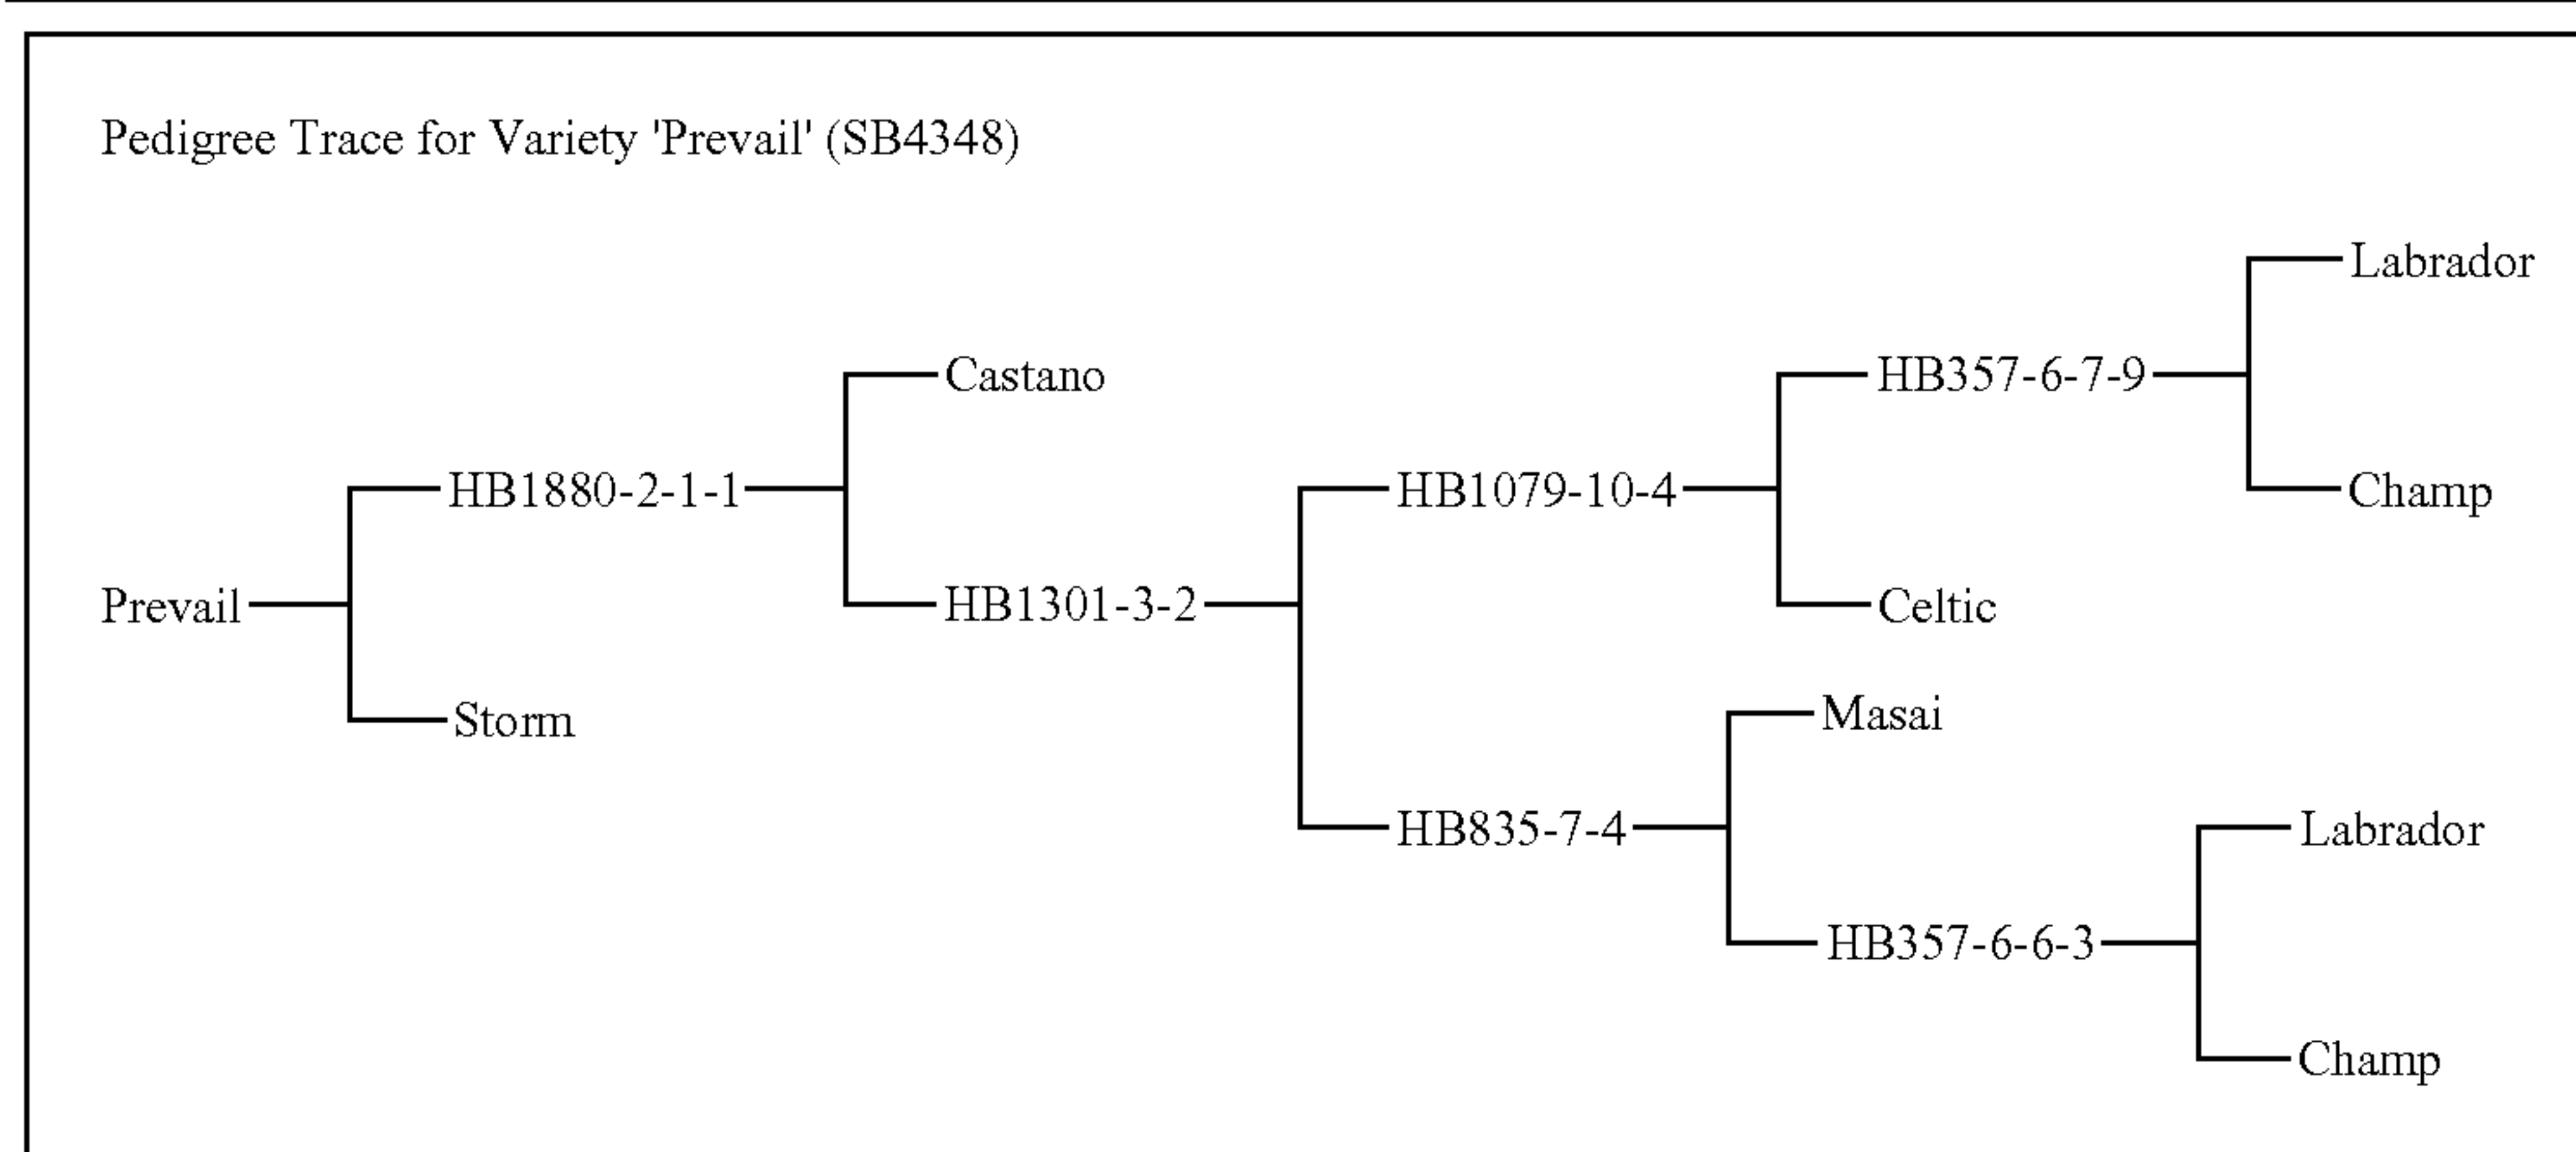 Pedigree Trace for Variety 'Prevail' (SB4348)
Labrador
Castano
HB357-6-7-9
HB1880-2-1-1
HB1079-10-4
Champ
Prevail
HB1301-3-2
Celtic
Storm
Masai
HB835-7-4
Labrador
HB357-6-6-3
Champ